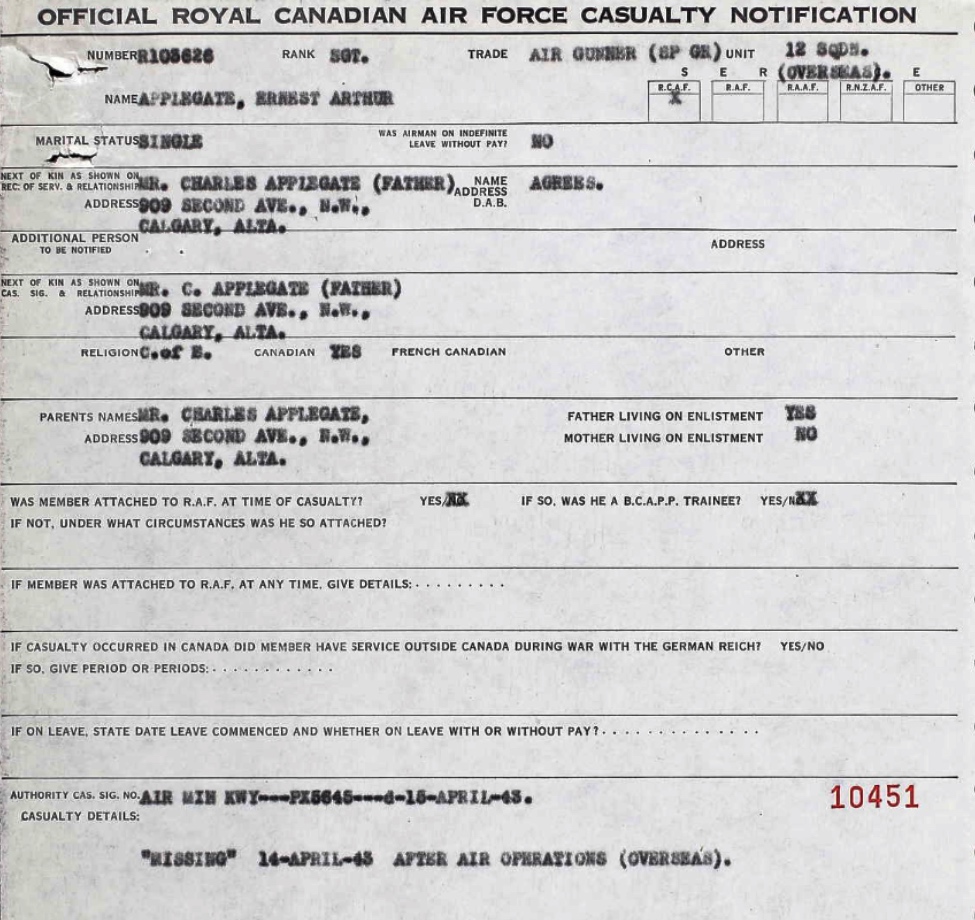 OFFICIAL ROYAL CANADIAN AIR FORCE CASUALTY NOTIFICATION
NUMBER R105626 RANK SGT. TRADE AIR GUNNER (SP GR) UNIT 12 SQDN.
(OVERSEAS).
S E R E
R.C.A.F. R.A.F. R.A.A.F. R.N.Z.A.F. OTHER
NAME APPLEGATE, ERNEST ARTHUR X
MARITAL STATUS SINGLE WAS AIRMAN ON INDEFINITE LEAVE WITHOUT PAY? NO
NEXT OF KIN AS SHOWN ON REC. OF SERV. & RELATIONSHIP MR. CHARLES APPLEGATE (FATHER) NAME ADDRESS D.A.B. AGREES.
ADDRESS 909 SECOND AVE., N.W.,
CALGARY, ALTA.
ADDITIONAL PERSON TO BE NOTIFIED ADDRESS
NEXT OF KIN AS SHOWN ON CAS. SIG. & RELATIONSHIP MR. C. APPLEGATE (FATHER)
ADDRESS 909 SECOND AVE., N.W.,
CALGARY, ALTA.
RELIGION C.of E. CANADIAN YES FRENCH CANADIAN OTHER
PARENTS NAMES MR. CHARLES APPLEGATE, FATHER LIVING ON ENLISTMENT YES
ADDRESS 909 SECOND AVE., N.W., MOTHER LIVING ON ENLISTMENT NO
CALGARY, ALTA.
WAS MEMBER ATTACHED TO R.A.F. AT TIME OF CASUALTY? YES/XX IF SO, WAS HE A B.C.A.P.P. TRAINEE? YES/NXX
IF NOT, UNDER WHAT CIRCUMSTANCES WAS HE SO ATTACHED?
IF MEMBER WAS ATTACHED TO R.A.F. AT ANY TIME, GIVE DETAILS: . . . . . . . . .
IF CASUALTY OCCURRED IN CANADA DID MEMBER HAVE SERVICE OUTSIDE CANADA DURING WAR WITH THE GERMAN REICH? YES/NO
IF SO, GIVE PERIOD OR PERIODS: . . . . . . . . . . . .
IF ON LEAVE, STATE DATE LEAVE COMMENCED AND WHETHER ON LEAVE WITH OR WITHOUT PAY? . . . . . . . . . . . . . .
AUTHORITY CAS. SIG. NO. AIR MIN KWY---PX5645---d-15-APRIL-43. 10451
CASUALTY DETAILS:
"MISSING" 14-APRIL-43 AFTER AIR OPERATIONS (OVERSEAS).